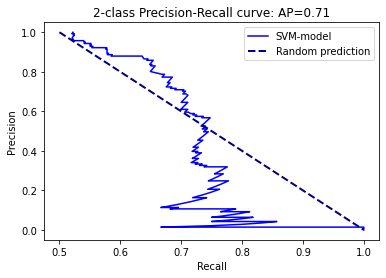 2-class Precision-Recall curve: AP=0.71
SVM-model
Random prediction
Precision
1.0
0.8
0.6
0.4
0.2
0.0
0.5 0.6 0.7 0.8 0.9 1.0
Recall